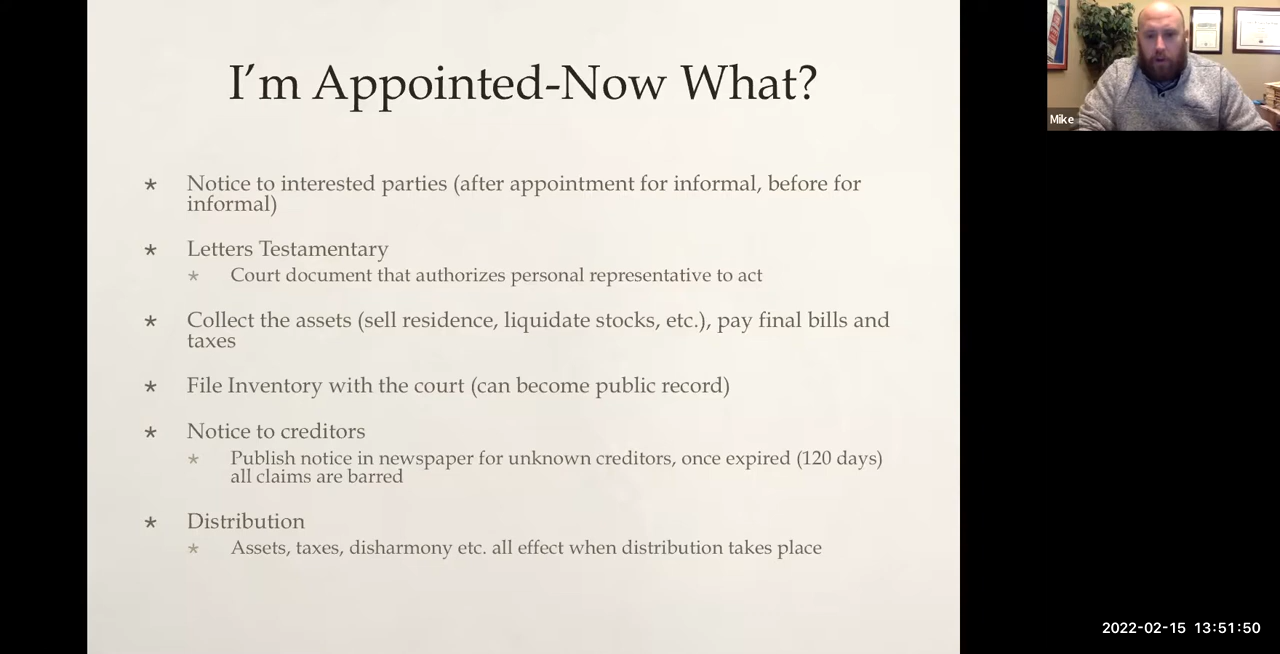 I'm Appointed-Now What?
* Notice to interested parties (after appointment for informal, before for
informal)
* Letters Testamentary
* Court document that authorizes personal representative to act
* Collect the assets (sell residence, liquidate stocks, etc.), pay final bills and
taxes
* File Inventory with the court (can become public record)
* Notice to creditors
* Publish notice in newspaper for unknown creditors, once expired (120 days)
all claims are barred
* Distribution
* Assets, taxes, disharmony etc. all effect when distribution takes place
Mike
2022-02-15 13:51:50